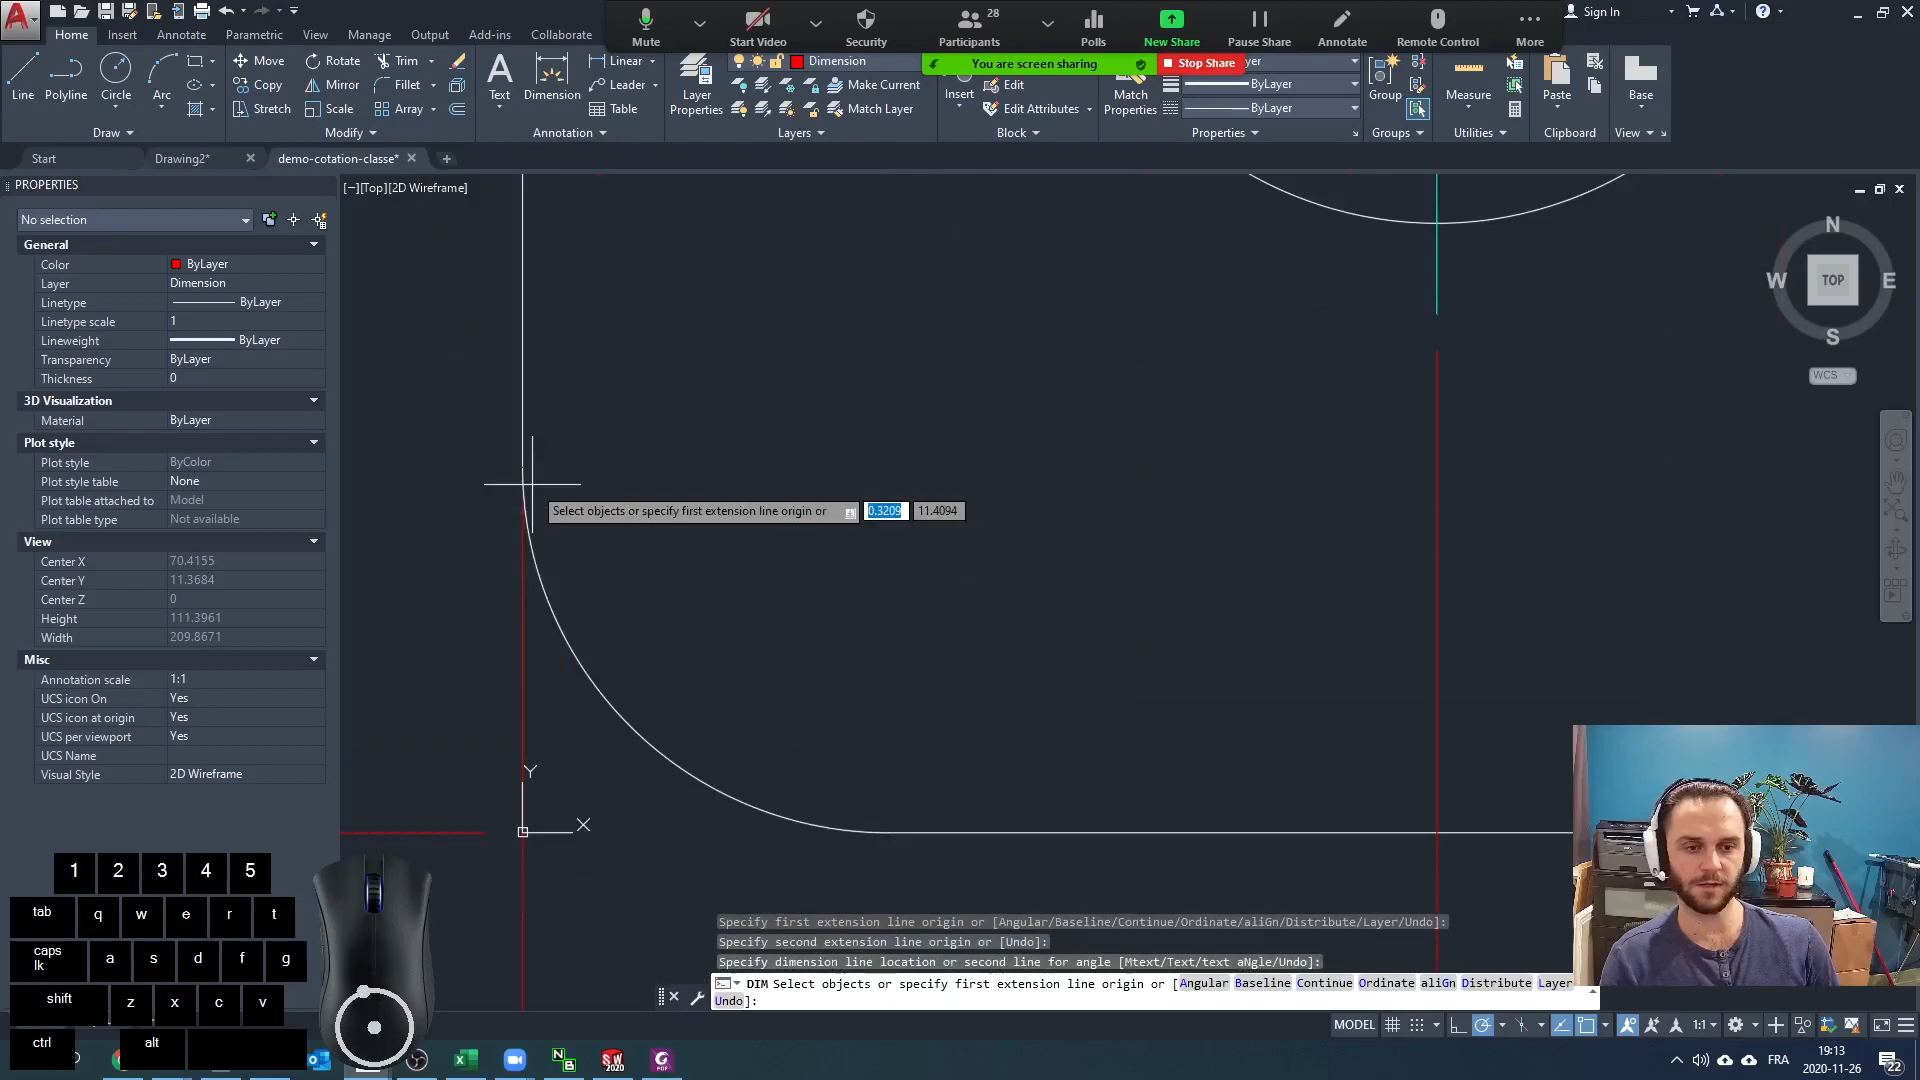 Mute
Start Video
Security
Participants
28
Polls
New Share
Pause Share
Annotate
Remote Control
More
Sign In
Home
Insert
Annotate
Parametric
View
Manage
Output
Add-ins
Collaborate
You are screen sharing
Stop Share
Line
Polyline
Circle
Arc
Move
Rotate
Trim
Copy
Mirror
Fillet
Stretch
Scale
Array
Text
Dimension
Linear
Leader
Table
Layer
Properties
Dimension
Make Current
Match Layer
Insert
Edit
Edit Attributes
Match
Properties
ByLayer
ByLayer
Group
Measure
Paste
Base
Draw
Modify
Annotation
Layers
Block
Properties
Groups
Utilities
Clipboard
View
Start
Drawing2*
demo-cotation-classe*
PROPERTIES
No selection
General
Color ByLayer
Layer Dimension
Linetype ByLayer
Linetype scale 1
Lineweight ByLayer
Transparency ByLayer
Thickness 0
3D Visualization
Material ByLayer
Plot style
Plot style ByColor
Plot style table None
Plot table attached to Model
Plot table type Not available
View
Center X 70.4155
Center Y 11.3684
Center Z 0
Height 111.3961
Width 209.8671
Misc
Annotation scale 1:1
UCS icon On Yes
UCS icon at origin Yes
UCS per viewport Yes
UCS Name
Visual Style 2D Wireframe
[−][Top][2D Wireframe]
N
W TOP E
S
WCS
Select objects or specify first extension line origin or 0.3209 11.4094
Y
X
Specify first extension line origin or [Angular/Baseline/Continue/Ordinate/aliGn/Distribute/Layer/Undo]:
Specify second extension line origin or [Undo]:
Specify dimension line location or second line for angle [Mtext/Text/text aNgle/Undo]:
DIM Select objects or specify first extension line origin or [Angular Baseline Continue Ordinate aliGn Distribute Layer
Undo]:
1 2 3 4 5
tab q w e r t
caps lk a s d f g
shift z x c v
ctrl alt
MODEL
1:1
FRA
19:13
2020-11-26
22